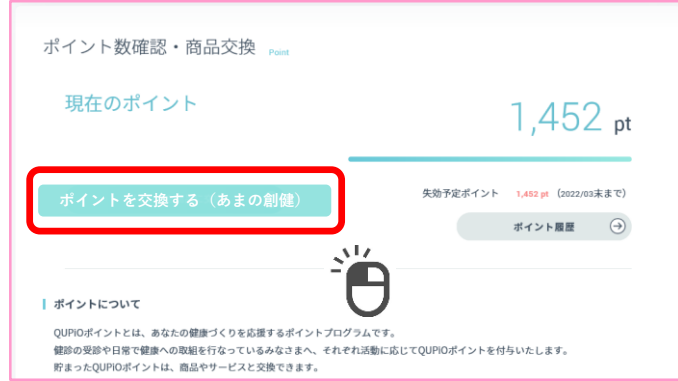 ポイント数確認・商品交換 Point
現在のポイント
1,452 pt
ポイントを交換する（あまの創健）
失効予定ポイント 1,452 pt （2022/03末まで）
ポイント履歴
ポイントについて
QUPiOポイントとは、あなたの健康づくりを応援するポイントプログラムです。
健診の受診や日常で健康への取組を行なっているみなさまへ、それぞれ活動に応じてQUPiOポイントを付与いたします。
貯まったQUPiOポイントは、商品やサービスと交換できます。